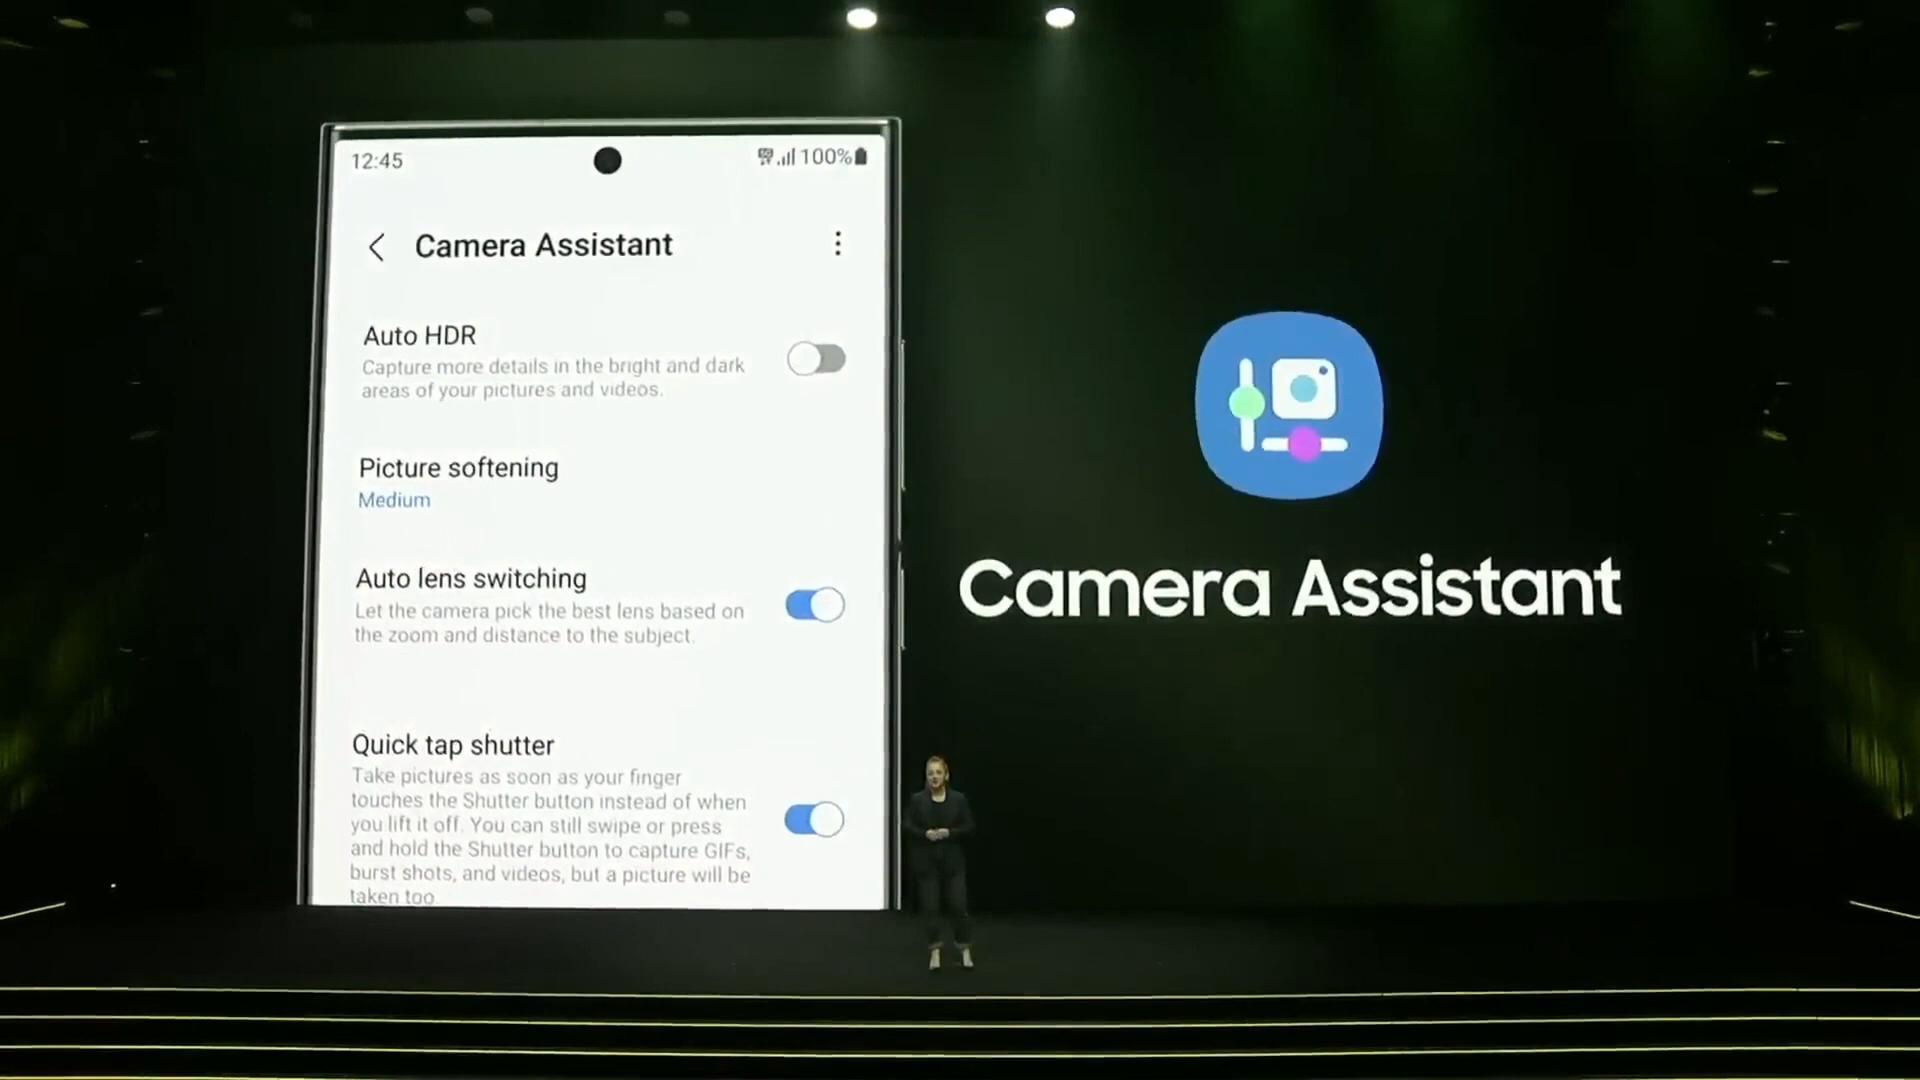 12:45
5G 100%
Camera Assistant
Auto HDR
Capture more details in the bright and dark
areas of your pictures and videos.
Picture softening
Medium
Auto lens switching
Let the camera pick the best lens based on
the zoom and distance to the subject.
Quick tap shutter
Take pictures as soon as your finger
touches the Shutter button instead of when
you lift it off. You can still swipe or press
and hold the Shutter button to capture GIFs,
burst shots, and videos, but a picture will be
taken too
Camera Assistant